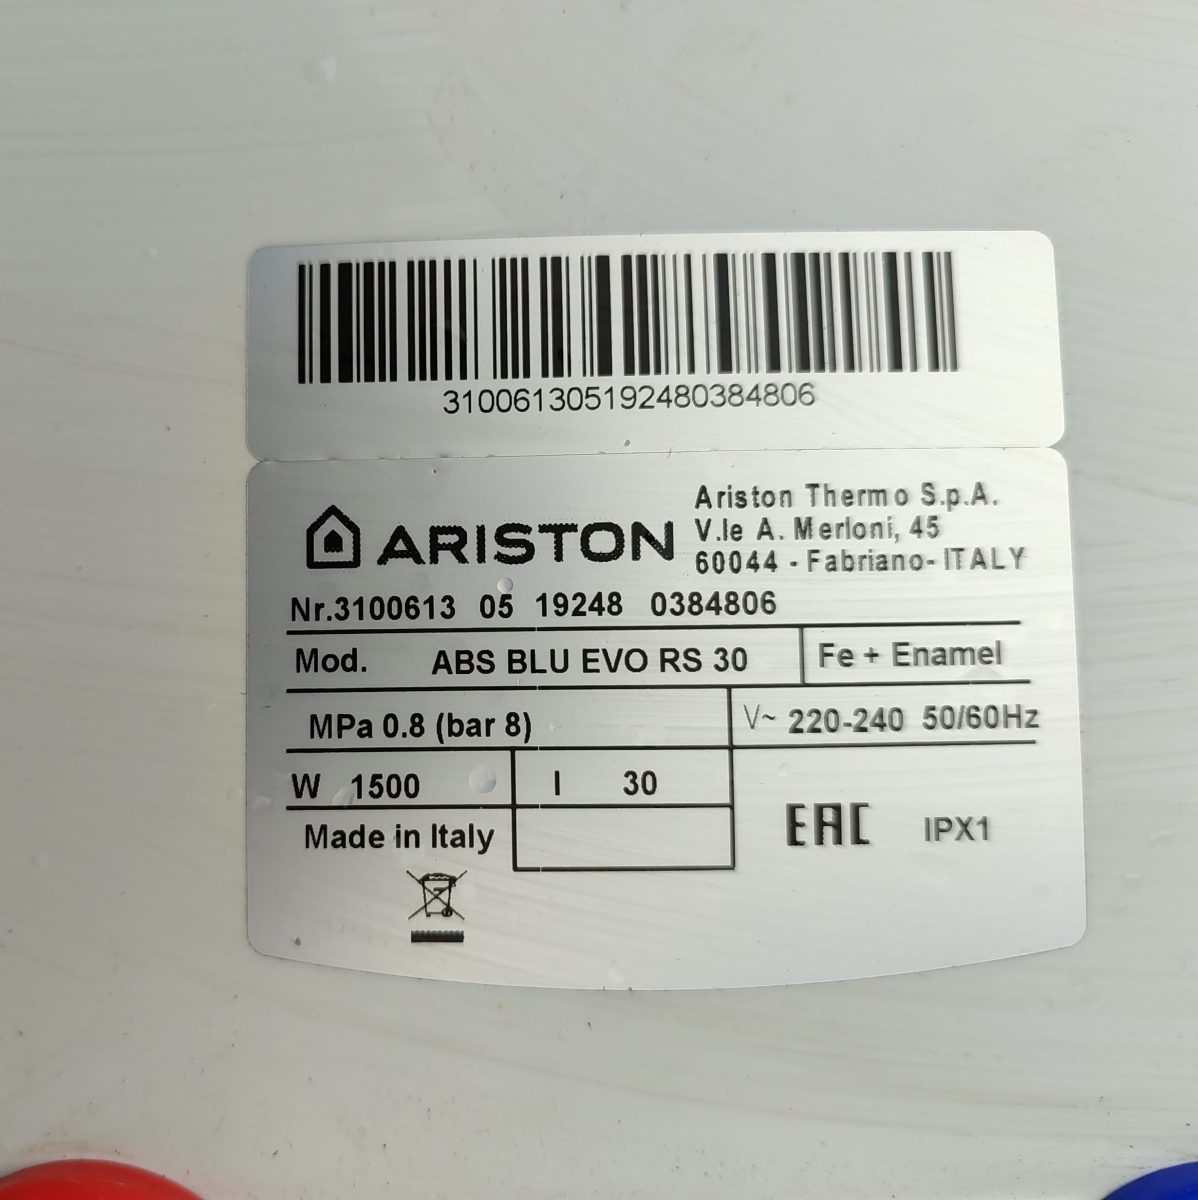 310061305192480384806
ARISTON
Ariston Thermo S.p.A.
V.le A. Merloni, 45
60044 - Fabriano- ITALY
Nr.3100613 05 19248 0384806
Mod. ABS BLU EVO RS 30
Fe + Enamel
MPa 0.8 (bar 8)
V~ 220-240 50/60Hz
W 1500
l 30
Made in Italy
EAC
IPX1